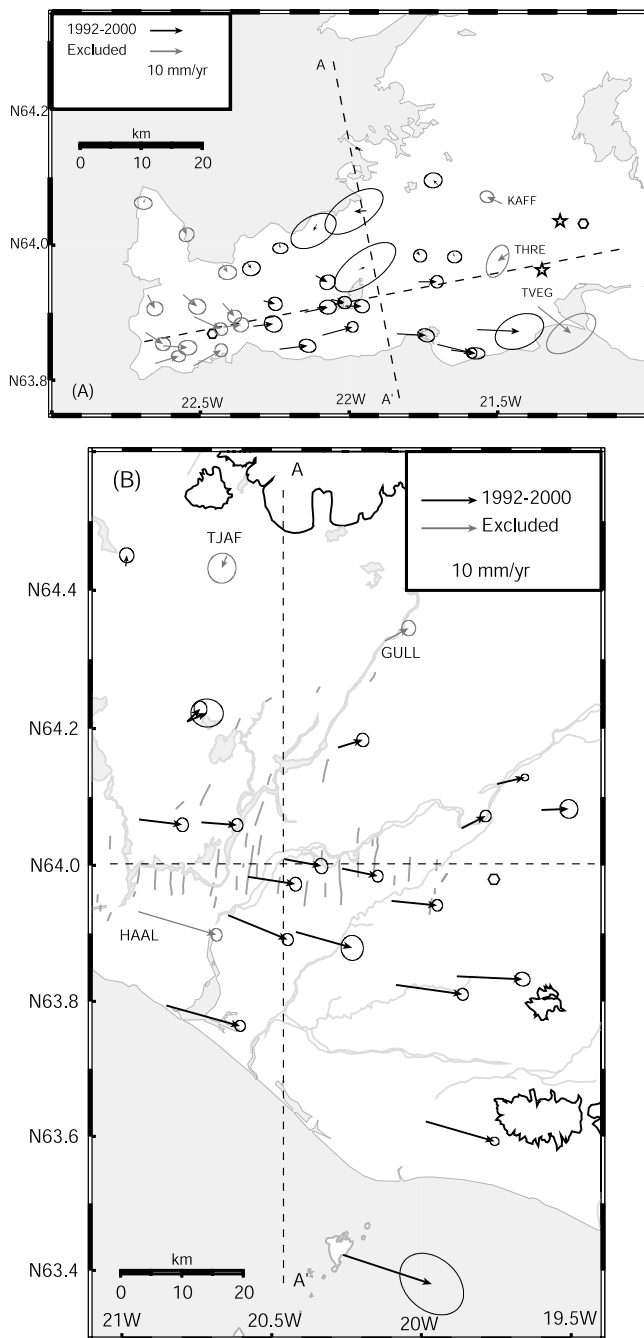 1992-2000
Excluded
10 mm/yr
km
0 10 20
A
N64.2
KAFF
N64.0
THRE
TVEG
N63.8
(A)
22.5W 22W A' 21.5W
(B)
A
1992-2000
Excluded
10 mm/yr
TJAF
N64.4
GULL
N64.2
N64.0
HAAL
N63.8
N63.6
N63.4
km
0 10 20
A'
21W 20.5W 20W 19.5W